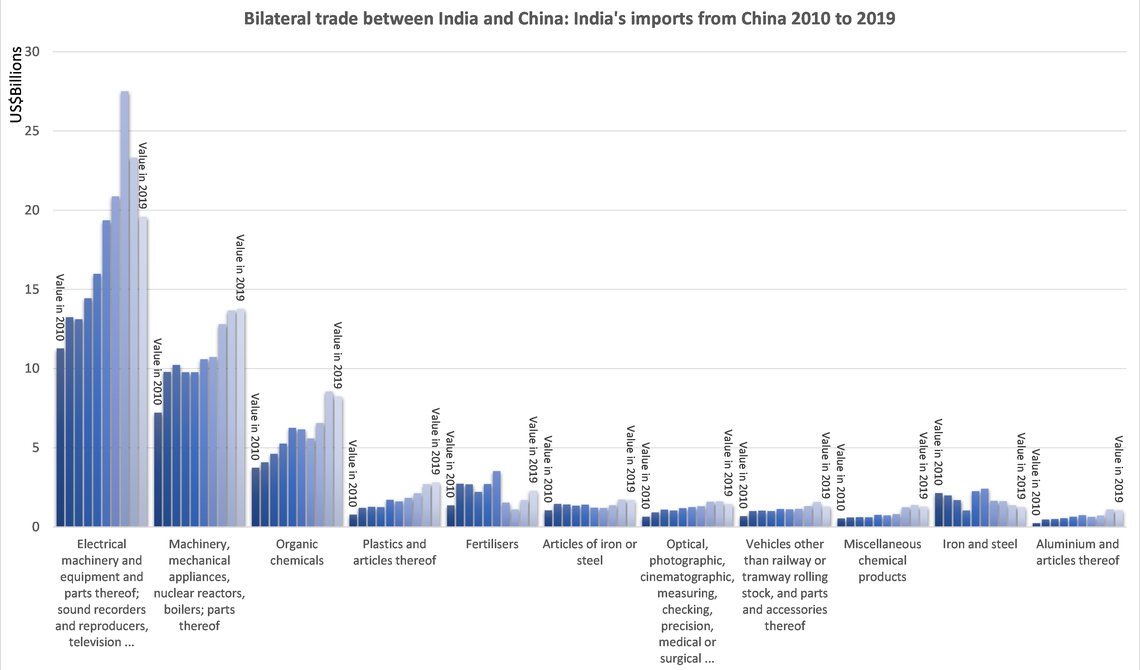 Bilateral trade between India and China: India's imports from China 2010 to 2019
US$Billions
30
25
20
15
10
5
0
Value in 2010
Value in 2019
Value in 2010
Value in 2019
Value in 2010
Value in 2019
Value in 2010
Value in 2019
Value in 2010
Value in 2019
Value in 2010
Value in 2019
Value in 2010
Value in 2019
Value in 2010
Value in 2019
Value in 2010
Value in 2019
Value in 2010
Value in 2019
Value in 2010
Value in 2019
Electrical
machinery and
equipment and
parts thereof;
sound recorders
and reproducers,
television ...
Machinery,
mechanical
appliances,
nuclear reactors,
boilers; parts
thereof
Organic
chemicals
Plastics and
articles thereof
Fertilisers
Articles of iron or
steel
Optical,
photographic,
cinematographic,
measuring,
checking,
precision,
medical or
surgical ...
Vehicles other
than railway or
tramway rolling
stock, and parts
and accessories
thereof
Miscellaneous
chemical
products
Iron and steel
Aluminium and
articles thereof